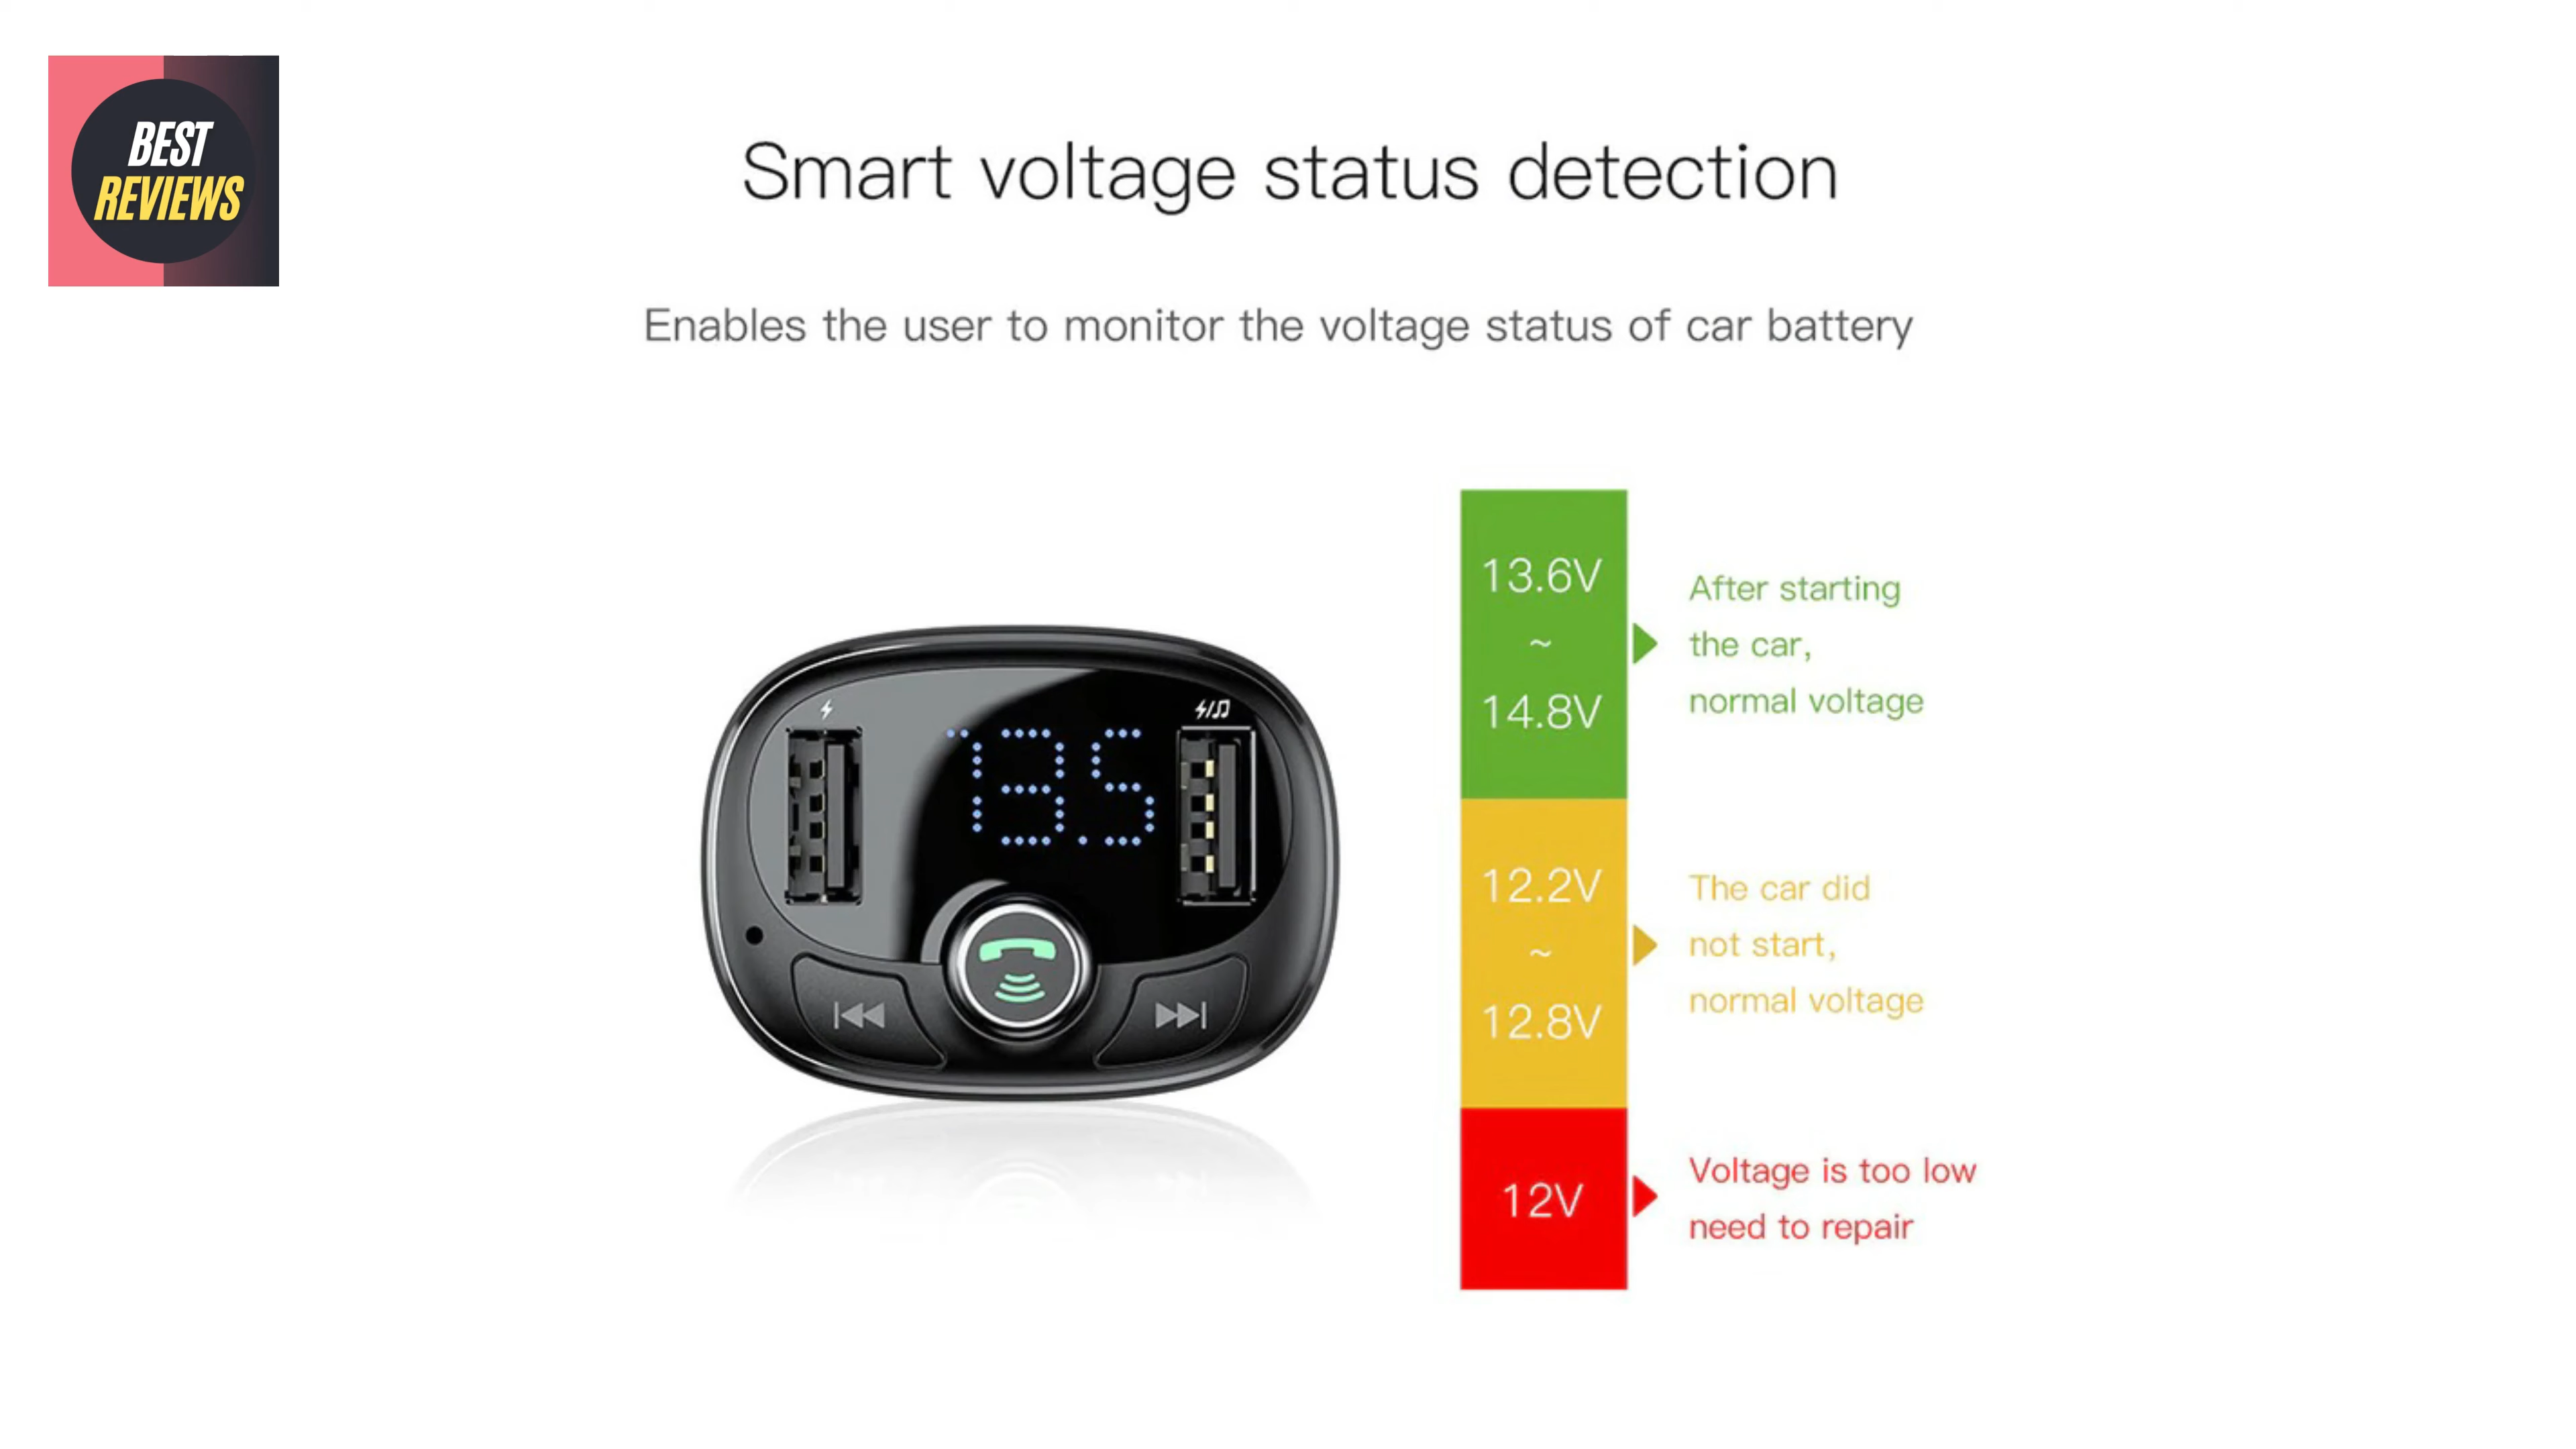 BEST
REVIEWS
Smart voltage status detection
Enables the user to monitor the voltage status of car battery
13.5
13.6V
~
14.8V
After starting
the car,
normal voltage
12.2V
~
12.8V
The car did
not start,
normal voltage
12V
Voltage is too low
need to repair